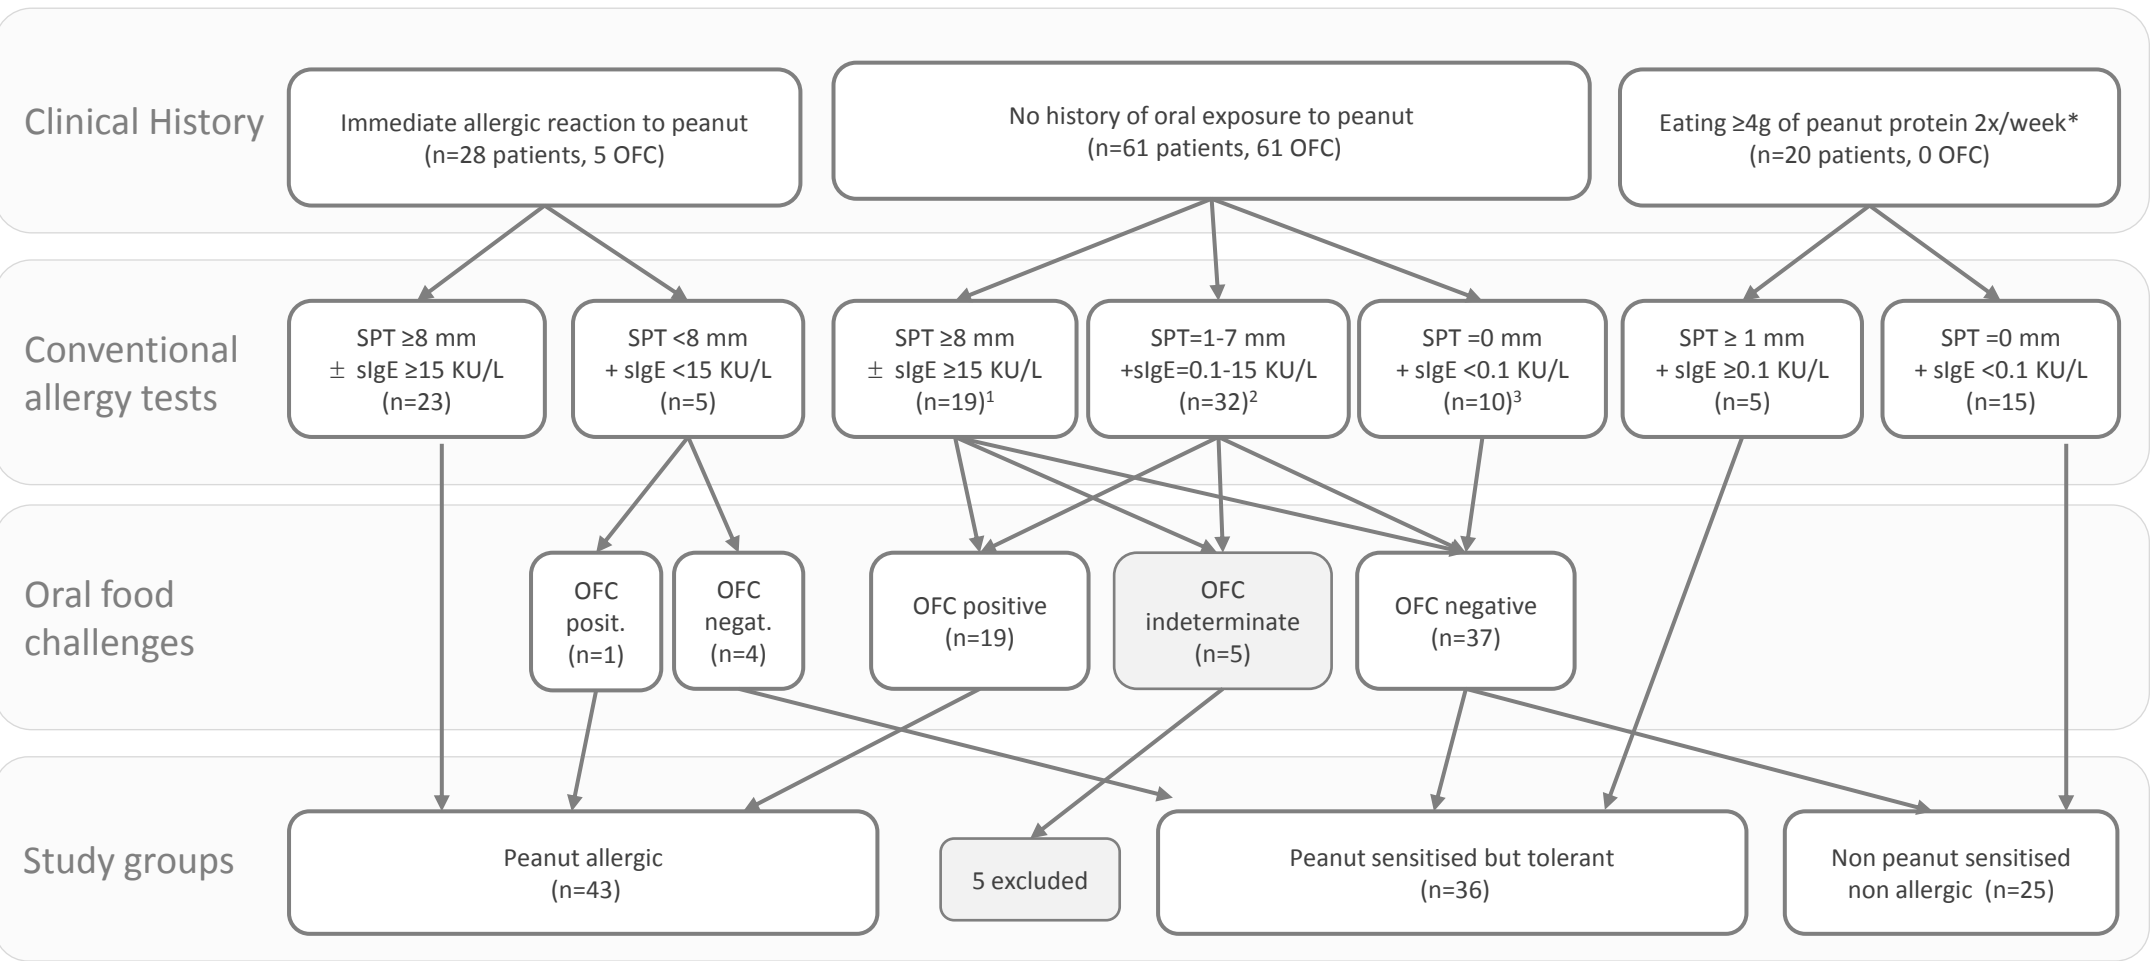 Clinical History
Immediate allergic reaction to peanut
(n=28 patients, 5 OFC)
No history of oral exposure to peanut
(n=61 patients, 61 OFC)
Eating ≥4g of peanut protein 2x/week*
(n=20 patients, 0 OFC)
Conventional
allergy tests
SPT ≥8 mm
± sIgE ≥15 KU/L
(n=23)
SPT <8 mm
+ sIgE <15 KU/L
(n=5)
SPT ≥8 mm
± sIgE ≥15 KU/L
(n=19)¹
SPT=1-7 mm
+sIgE=0.1-15 KU/L
(n=32)²
SPT =0 mm
+ sIgE <0.1 KU/L
(n=10)³
SPT ≥ 1 mm
+ sIgE ≥0.1 KU/L
(n=5)
SPT =0 mm
+ sIgE <0.1 KU/L
(n=15)
Oral food
challenges
OFC
posit.
(n=1)
OFC
negat.
(n=4)
OFC positive
(n=19)
OFC
indeterminate
(n=5)
OFC negative
(n=37)
Study groups
Peanut allergic
(n=43)
5 excluded
Peanut sensitised but tolerant
(n=36)
Non peanut sensitised
non allergic (n=25)